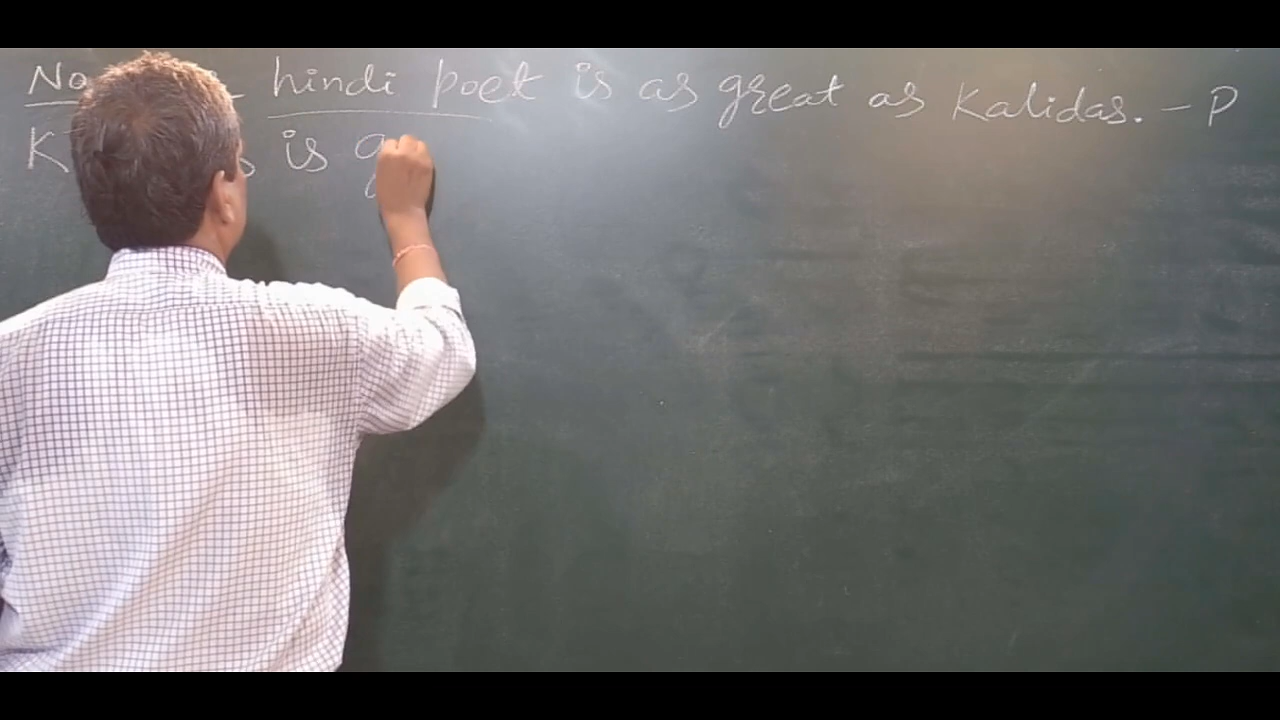 No hindi poet is as great as Kalidas. - P
is